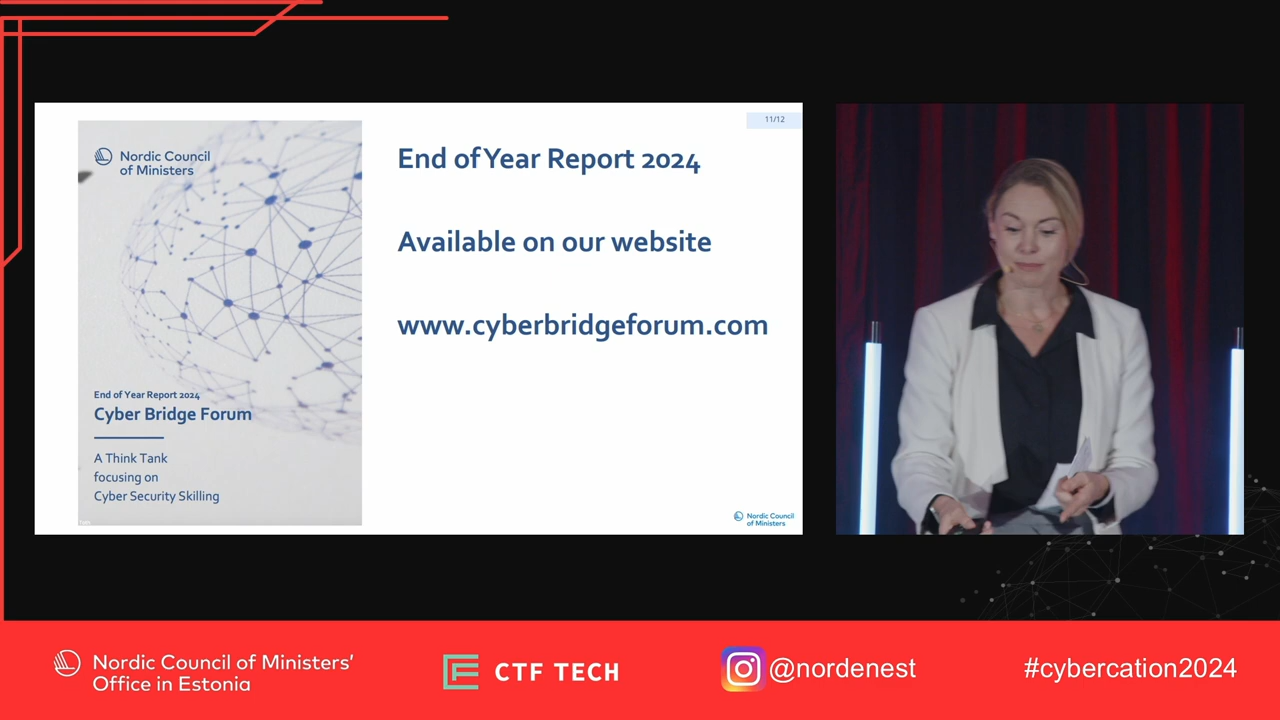 11/12
Nordic Council
of Ministers
End of Year Report 2024
Cyber Bridge Forum
A Think Tank
focusing on
Cyber Security Skilling
End of Year Report 2024
Available on our website
www.cyberbridgeforum.com
Nordic Council
of Ministers
Nordic Council of Ministers'
Office in Estonia
CTF TECH
@nordenest
#cybercation2024